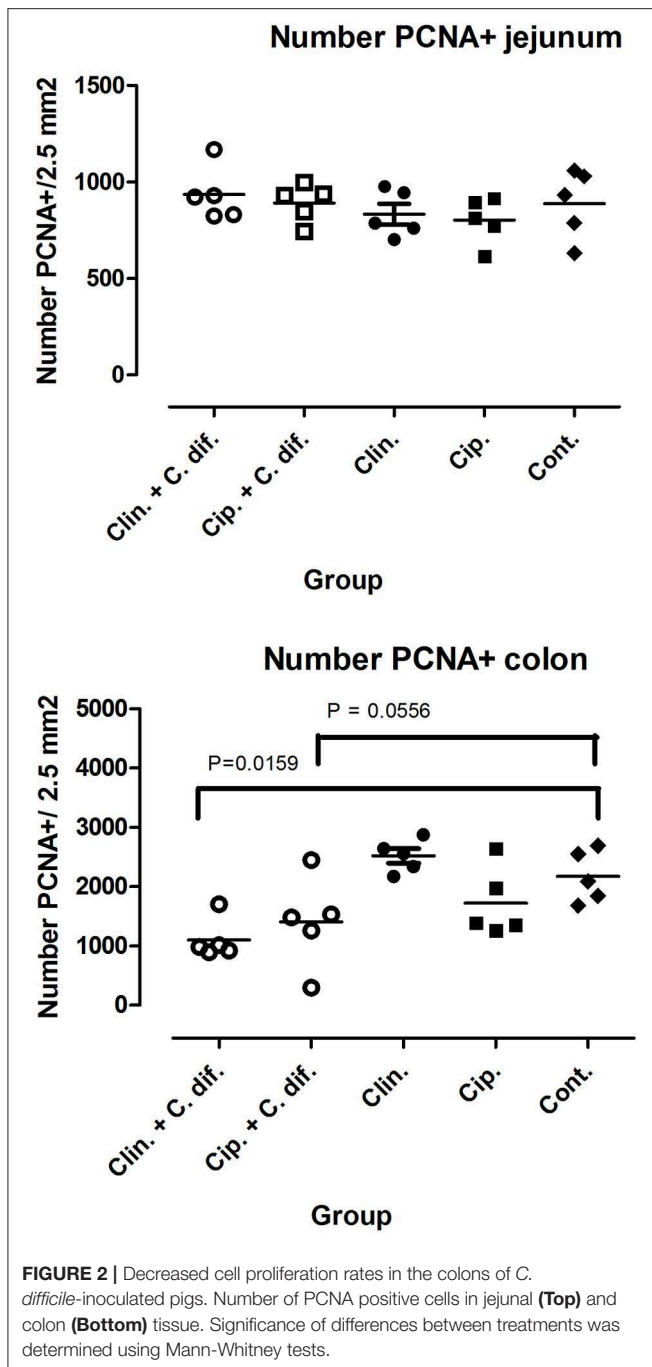 Number PCNA+ jejunum
Number PCNA+/2.5 mm2
1500
1000
500
0
Clin. + C. dif.
Cip. + C. dif.
Clin.
Cip.
Cont.
Group
Number PCNA+ colon
Number PCNA+/ 2.5 mm2
5000
4000
3000
2000
1000
0
P = 0.0556
P=0.0159
Clin. + C. dif.
Cip. + C. dif.
Clin.
Cip.
Cont.
Group
FIGURE 2 | Decreased cell proliferation rates in the colons of C.
difficile-inoculated pigs. Number of PCNA positive cells in jejunal (Top) and
colon (Bottom) tissue. Significance of differences between treatments was
determined using Mann-Whitney tests.